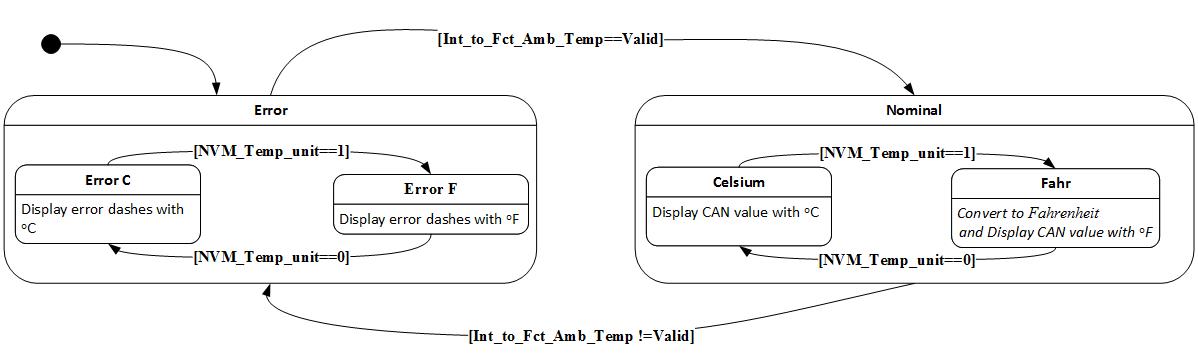 [Int_to_Fct_Amb_Temp==Valid]
Error
[NVM_Temp_unit==1]
Error C
Display error dashes with
°C
Error F
Display error dashes with °F
[NVM_Temp_unit==0]
Nominal
[NVM_Temp_unit==1]
Celsium
Display CAN value with °C
Fahr
Convert to Fahrenheit
and Display CAN value with °F
[NVM_Temp_unit==0]
[Int_to_Fct_Amb_Temp !=Valid]